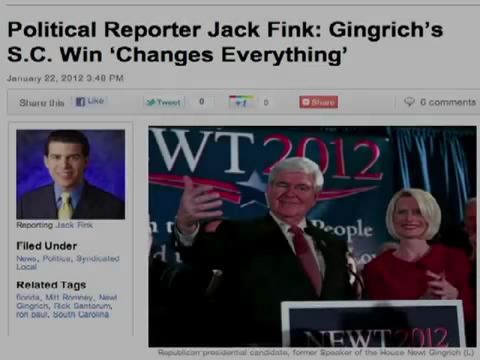 Political Reporter Jack Fink: Gingrich's
S.C. Win 'Changes Everything'
January 22, 2012 3:48 PM
Share this Like Tweet 0 +1 0 Share 6 comments
NEWT 2012
People
Reporting Jack Fink
Filed Under
News, Politics, Syndicated
Local
Related Tags
florida, Mitt Romney, Newt
Gingrich, Rick Santorum,
ron paul, South Carolina
NEWT 2012
Republican presidential candidate, former Speaker of the House Newt Gingrich (L)